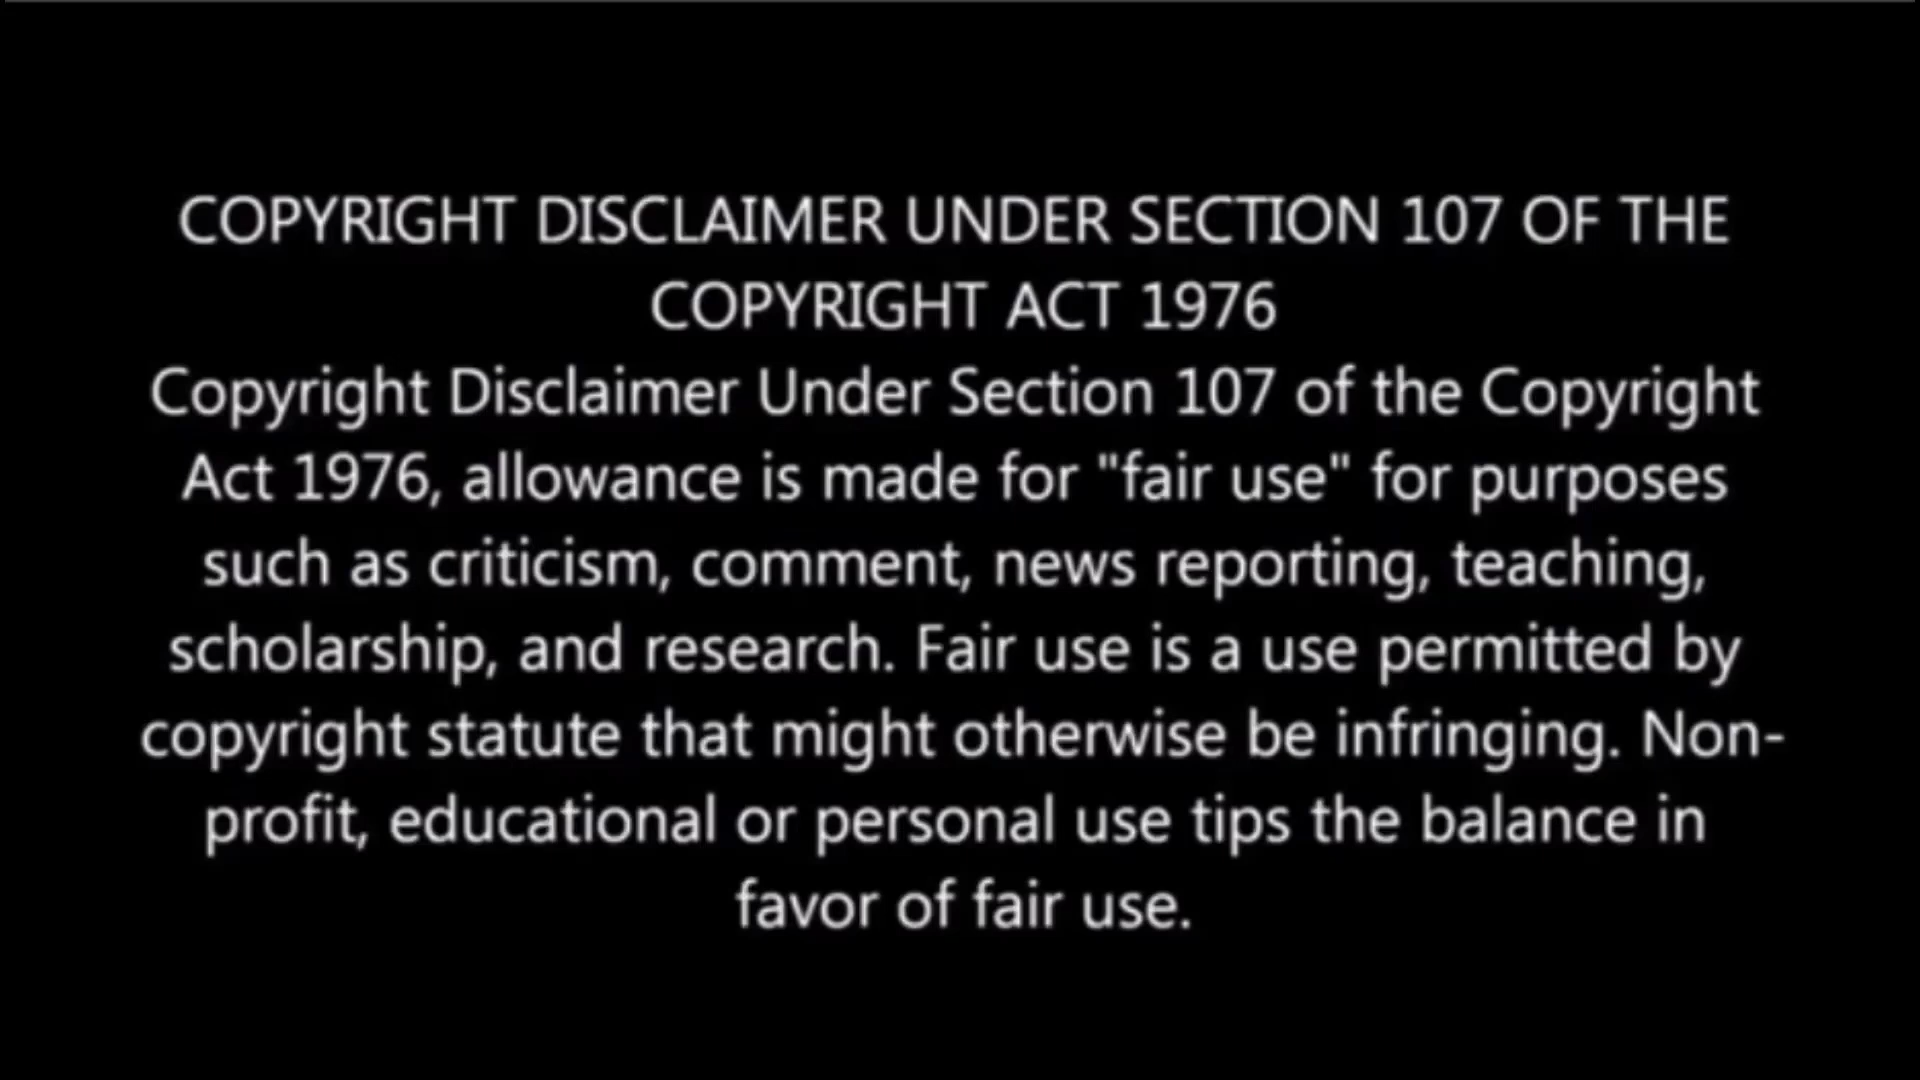 COPYRIGHT DISCLAIMER UNDER SECTION 107 OF THE
COPYRIGHT ACT 1976
Copyright Disclaimer Under Section 107 of the Copyright
Act 1976, allowance is made for "fair use" for purposes
such as criticism, comment, news reporting, teaching,
scholarship, and research. Fair use is a use permitted by
copyright statute that might otherwise be infringing. Non-
profit, educational or personal use tips the balance in
favor of fair use.